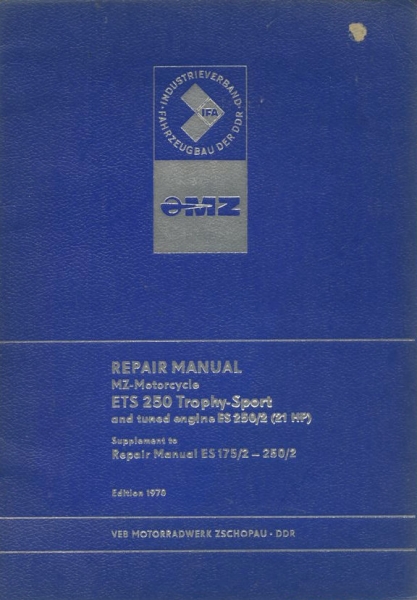 INDUSTRIEVERBAND
FAHRZEUGBAU DER DDR
IFA
MZ
REPAIR MANUAL
MZ-Motorcycle
ETS 250 Trophy-Sport
and tuned engine ES 250/2 (21 HP)
Supplement to
Repair Manual ES 175/2 – 250/2
Edition 1970
VEB MOTORRADWERK ZSCHOPAU · DDR